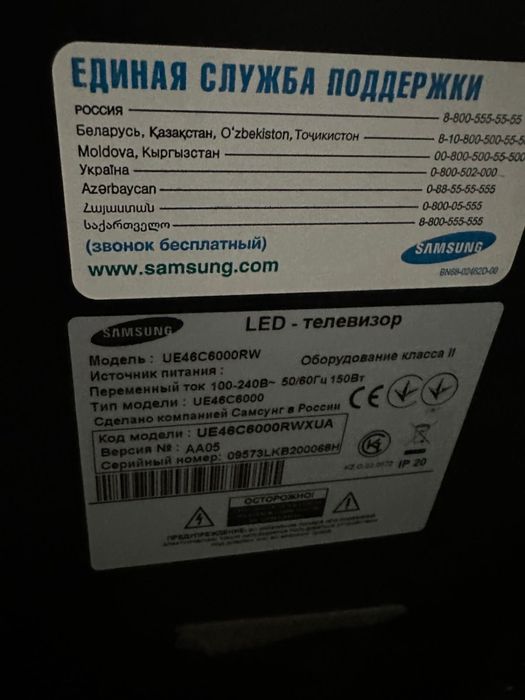 ЕДИНАЯ СЛУЖБА ПОДДЕРЖКИ
РОССИЯ 8-800-555-55-55
Беларусь, Қазақстан, O'zbekiston, Тоҷикистон 8-10-800-500-55-5
Moldova, Кыргызстан 00-800-500-55-500
Україна 0-800-502-000
Azərbaycan 0-88-55-55-555
Հայաստան 0-800-05-555
საქართველო 8-800-555-555
(звонок бесплатный) SAMSUNG
www.samsung.com BN68-02462D-00
SAMSUNG LED - телевизор
Модель : UE46C6000RW Оборудование класса II
Источник питания :
Переменный ток 100-240В~ 50/60Гц 150Вт
Тип модели : UE46C6000
Сделано компанией Самсунг в России CE
Код модели : UE46C6000RWXUA
Версия № : AA05
Серийный номер: 09573LKB200068H
IP 20
ОСТОРОЖНО!